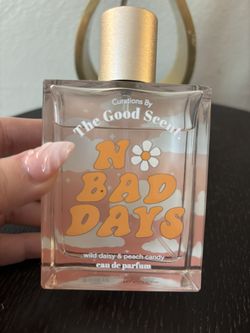 Curations By
The Good Scent
NO
BAD
DAYS
wild daisy & peach candy
eau de parfum